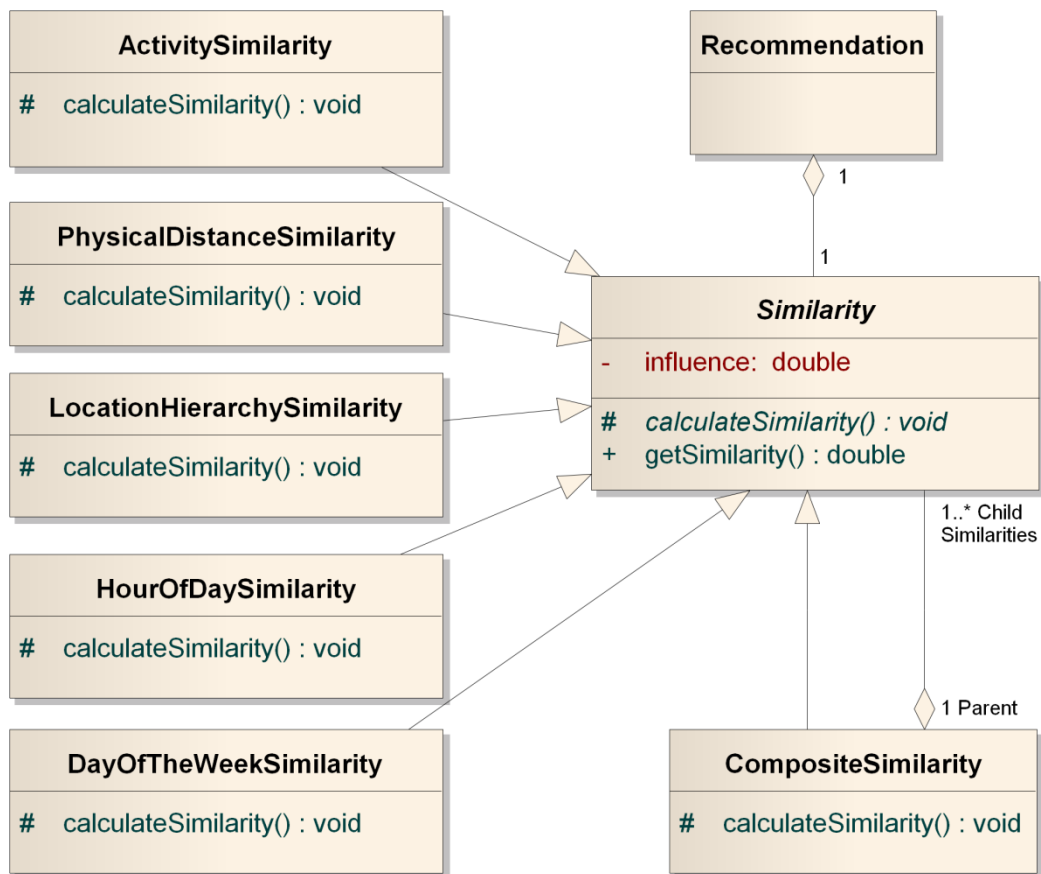 ActivitySimilarity
# calculateSimilarity() : void
PhysicalDistanceSimilarity
# calculateSimilarity() : void
LocationHierarchySimilarity
# calculateSimilarity() : void
HourOfDaySimilarity
# calculateSimilarity() : void
DayOfTheWeekSimilarity
# calculateSimilarity() : void
Recommendation
1
1
Similarity
- influence: double
# calculateSimilarity() : void
+ getSimilarity() : double
1..* Child
Similarities
1 Parent
CompositeSimilarity
# calculateSimilarity() : void